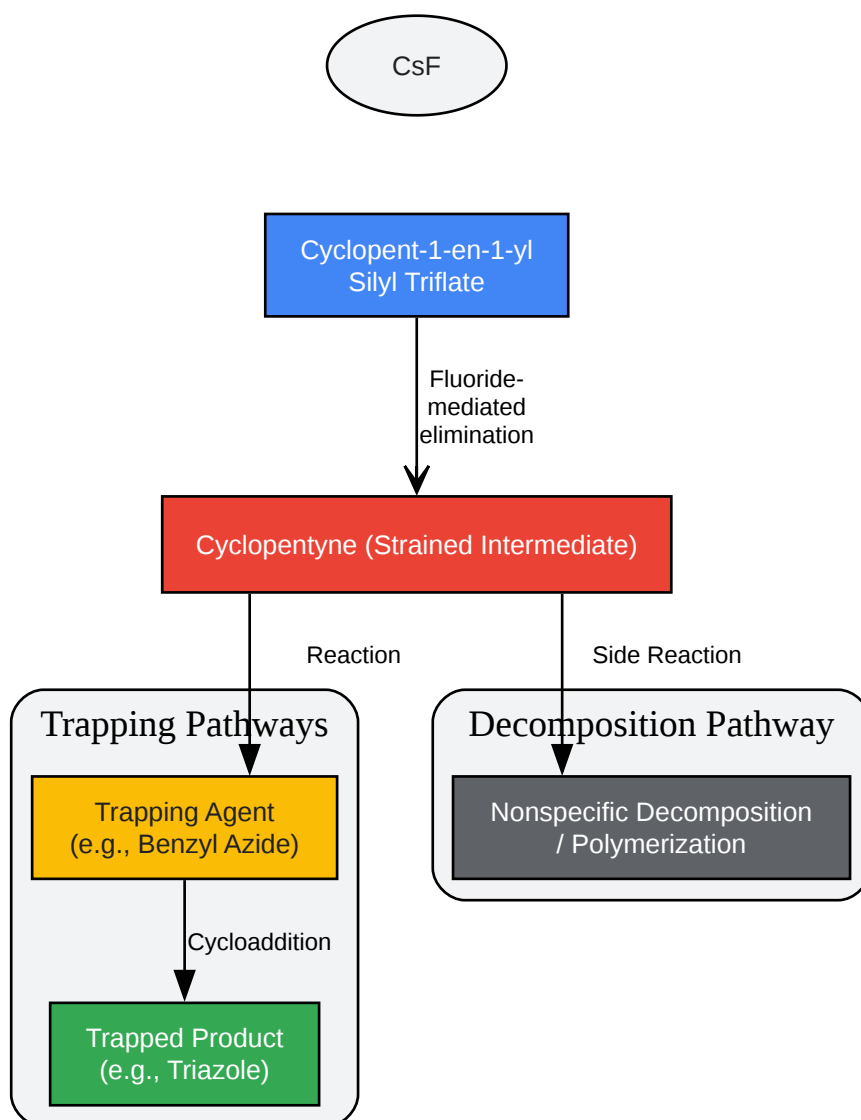 CsF
Cyclopent-1-en-1-yl
Silyl Triflate
Fluoride-
mediated
elimination
Cyclopentyne (Strained Intermediate)
Reaction
Side Reaction
Trapping Pathways
Decomposition Pathway
Trapping Agent
(e.g., Benzyl Azide)
Nonspecific Decomposition
/ Polymerization
Cycloaddition
Trapped Product
(e.g., Triazole)